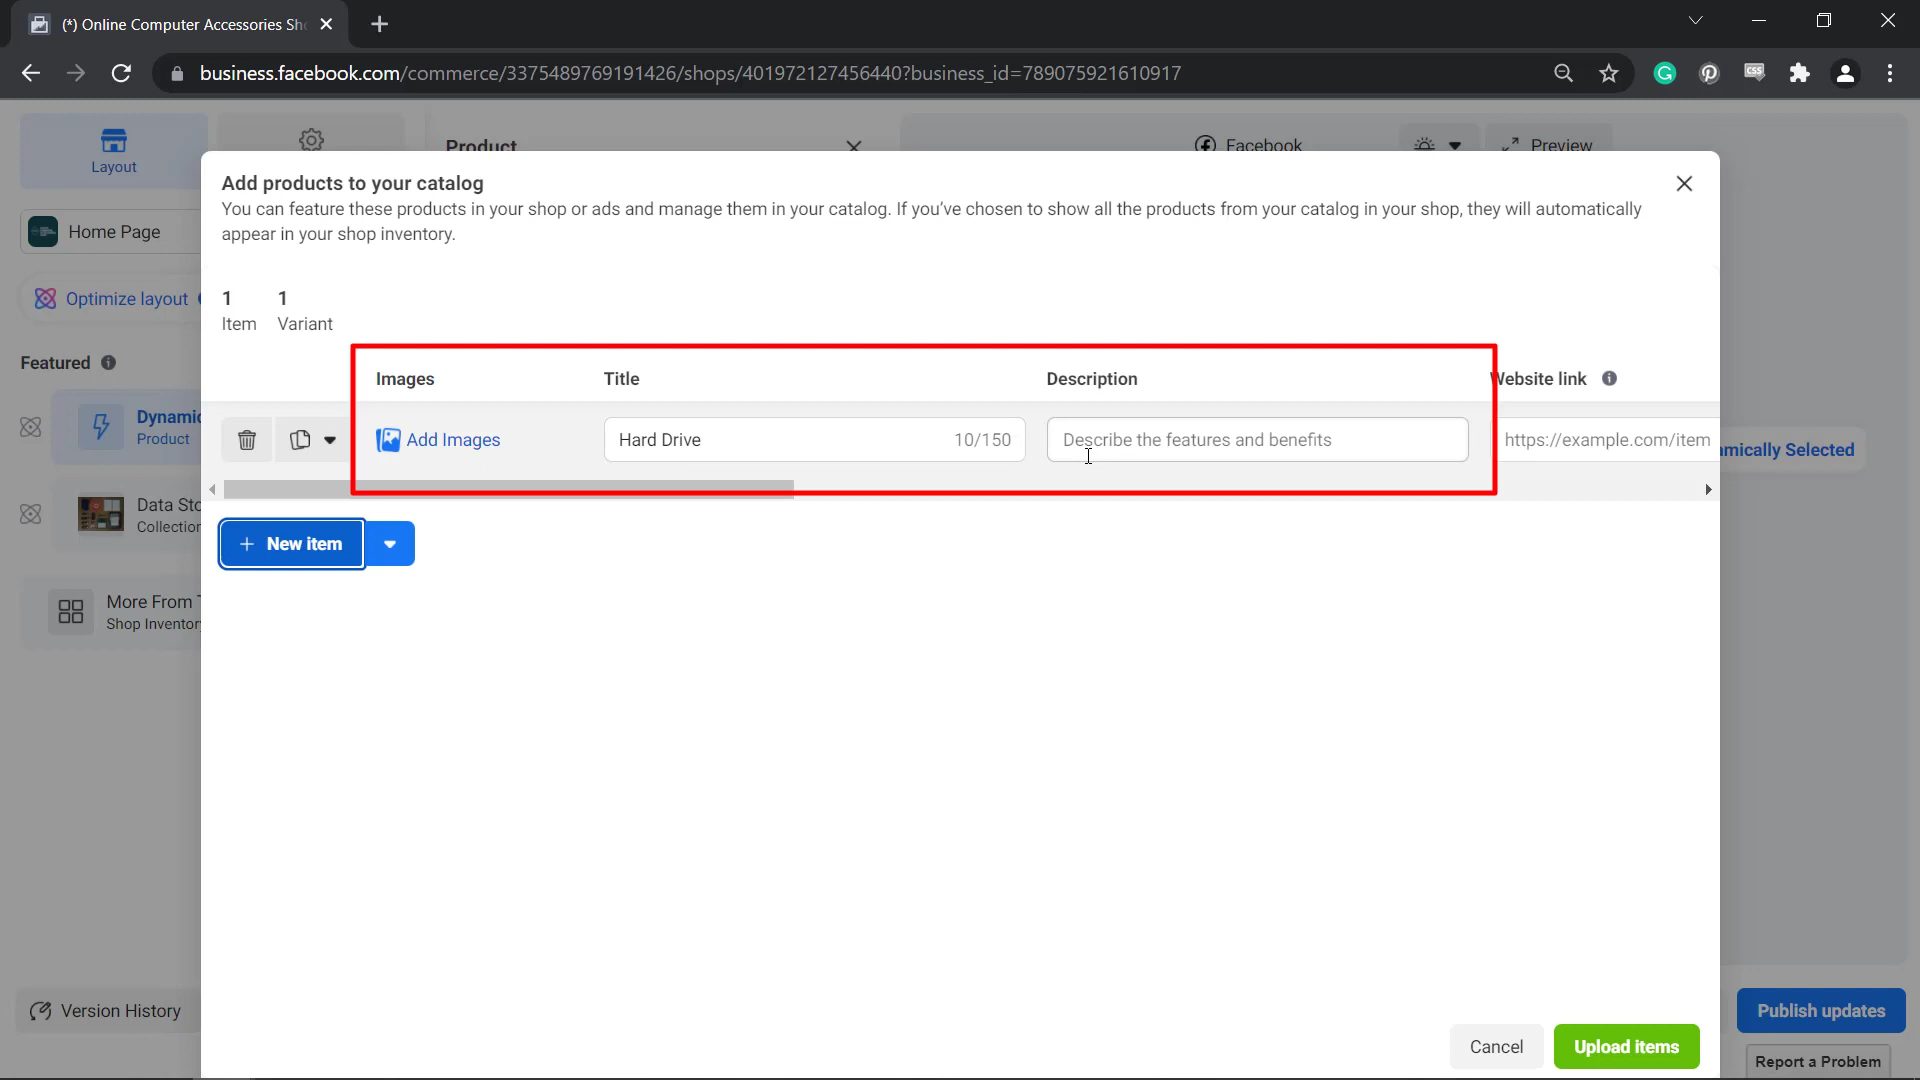 (*) Online Computer Accessories Sho
business.facebook.com/commerce/3375489769191426/shops/401972127456440?business_id=789075921610917
Layout
Product
Facebook
Preview
Home Page
Optimize layout
Featured
Dynamic
Product
Data Sto
Collection
More From T
Shop Inventory
Version History
Add products to your catalog
You can feature these products in your shop or ads and manage them in your catalog. If you've chosen to show all the products from your catalog in your shop, they will automatically
appear in your shop inventory.
1 1
Item Variant
Images Title Description Website link
Add Images Hard Drive 10/150 Describe the features and benefits https://example.com/item
+ New item
Cancel Upload items
mically Selected
Publish updates
Report a Problem